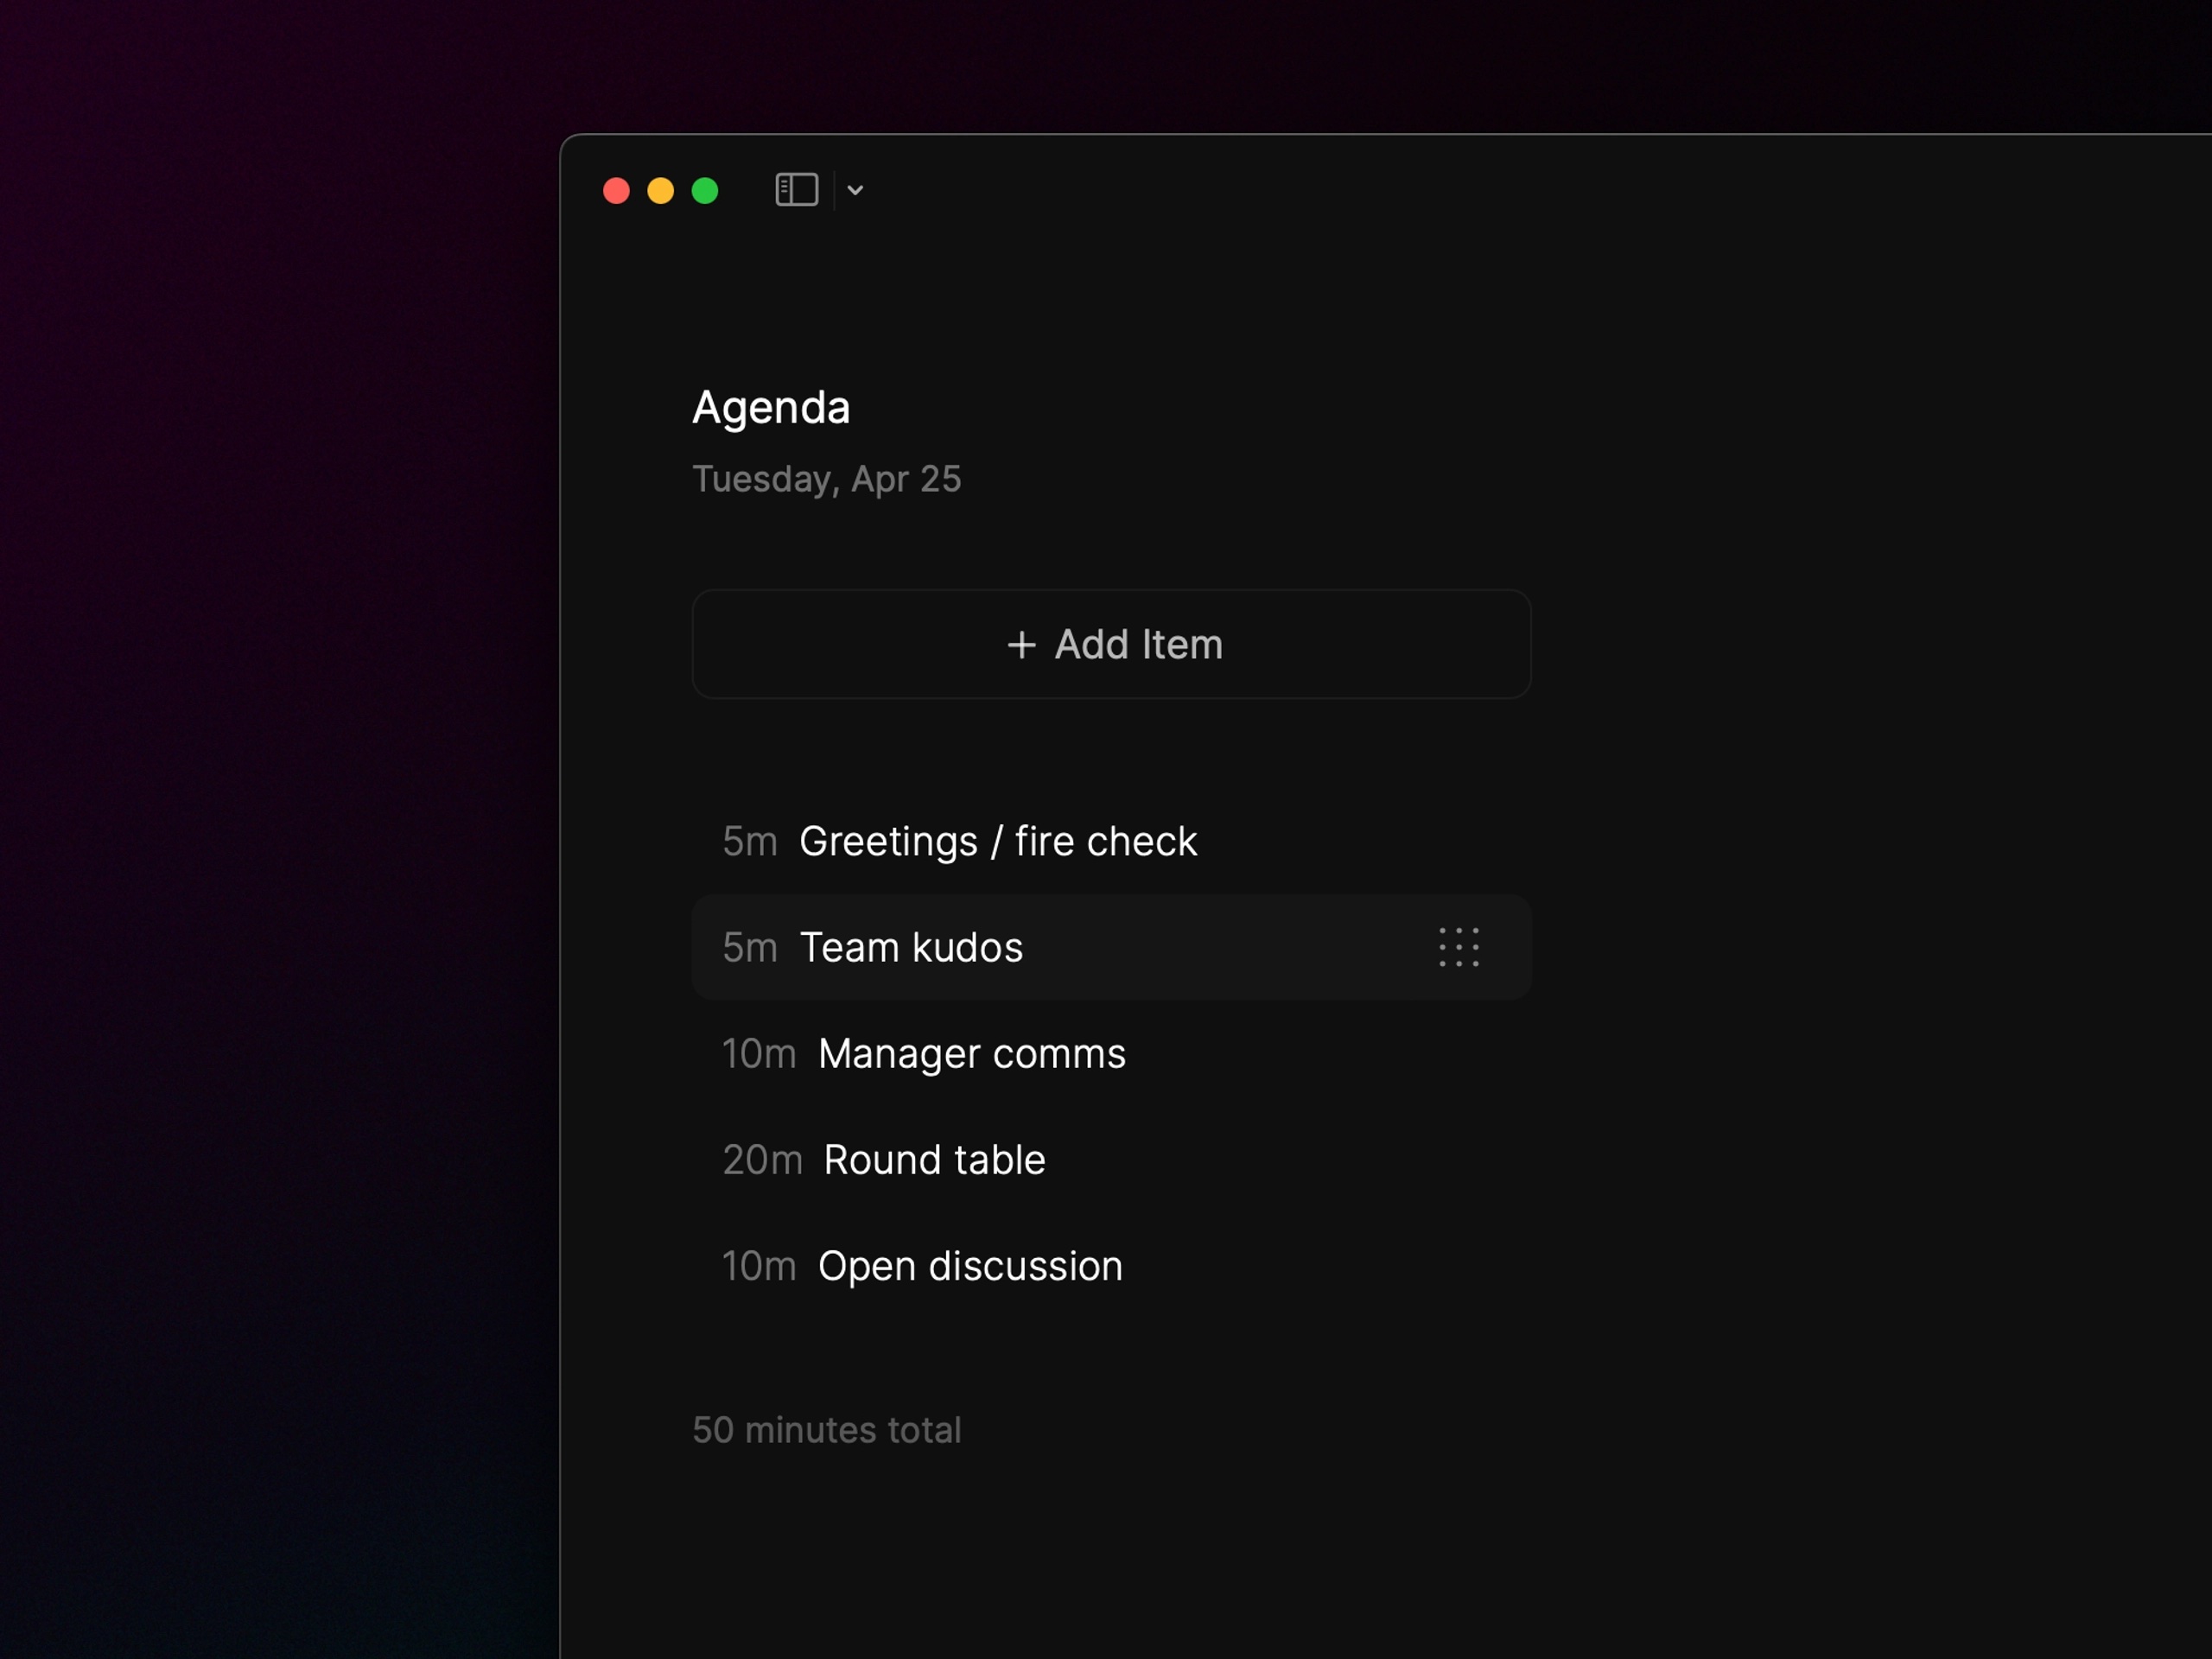 Agenda
Tuesday, Apr 25
+ Add Item
5m Greetings / fire check
5m Team kudos
10m Manager comms
20m Round table
10m Open discussion
50 minutes total